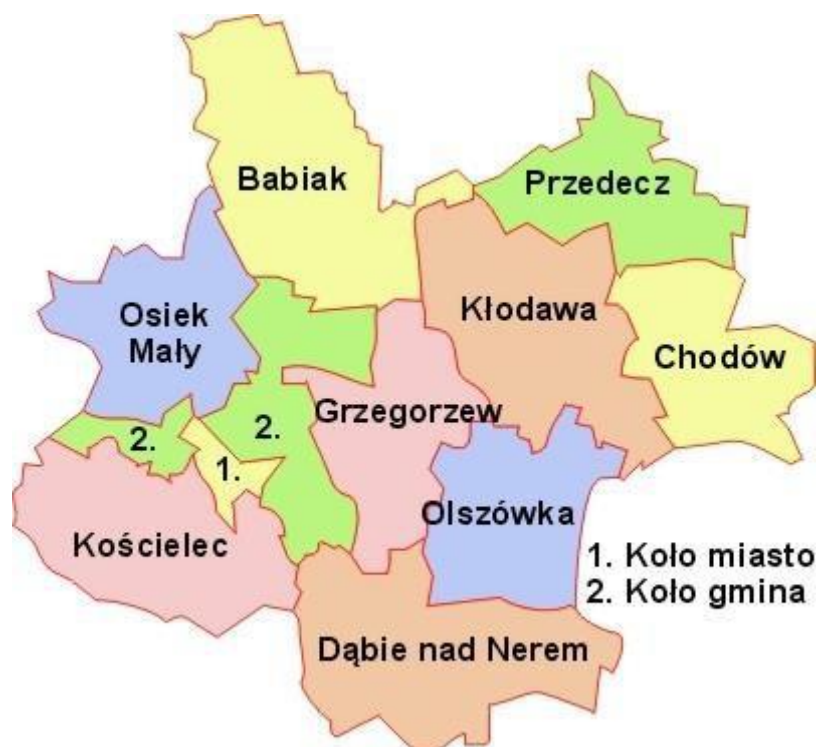 Babiak
Przedecz
Osiek
Mały
Kłodawa
Chodów
Grzegorzew
2.
2.
1.
Olszówka
Kościelec
1. Koło miasto
2. Koło gmina
Dąbie nad Nerem